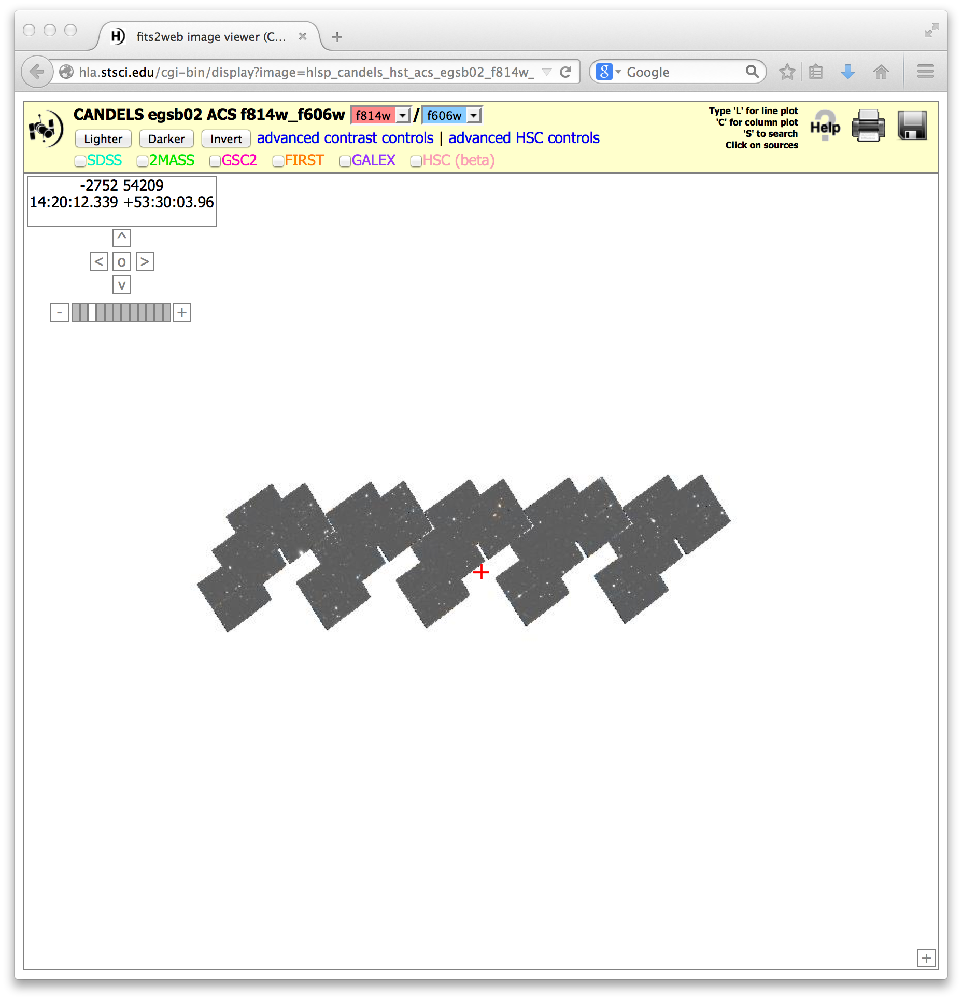 H) fits2web image viewer (C... × +
hla.stsci.edu/cgi-bin/display?image=hlsp_candels_hst_acs_egsb02_f814w_ g Google
CANDELS egsb02 ACS f814w_f606w f814w / f606w
Lighter Darker Invert advanced contrast controls | advanced HSC controls
SDSS 2MASS GSC2 FIRST GALEX HSC (beta)
Type 'L' for line plot
'C' for column plot
'S' to search
Click on sources
? Help
-2752 54209
14:20:12.339 +53:30:03.96
^
< o >
v
- +
+